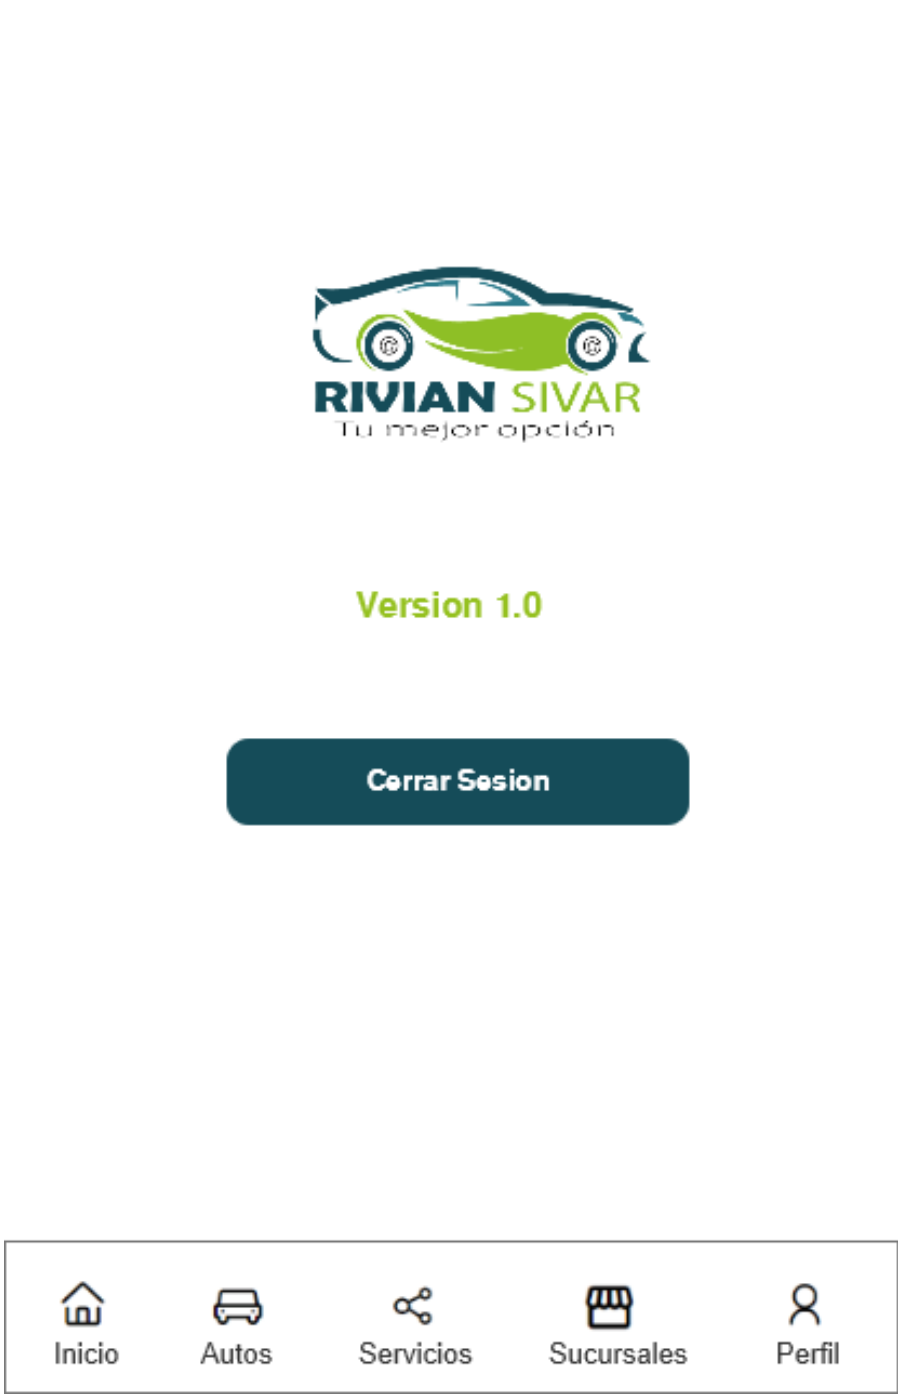 RIVIAN SIVAR
Tu mejor opción
Version 1.0
Cerrar Sesion
Inicio
Autos
Servicios
Sucursales
Perfil